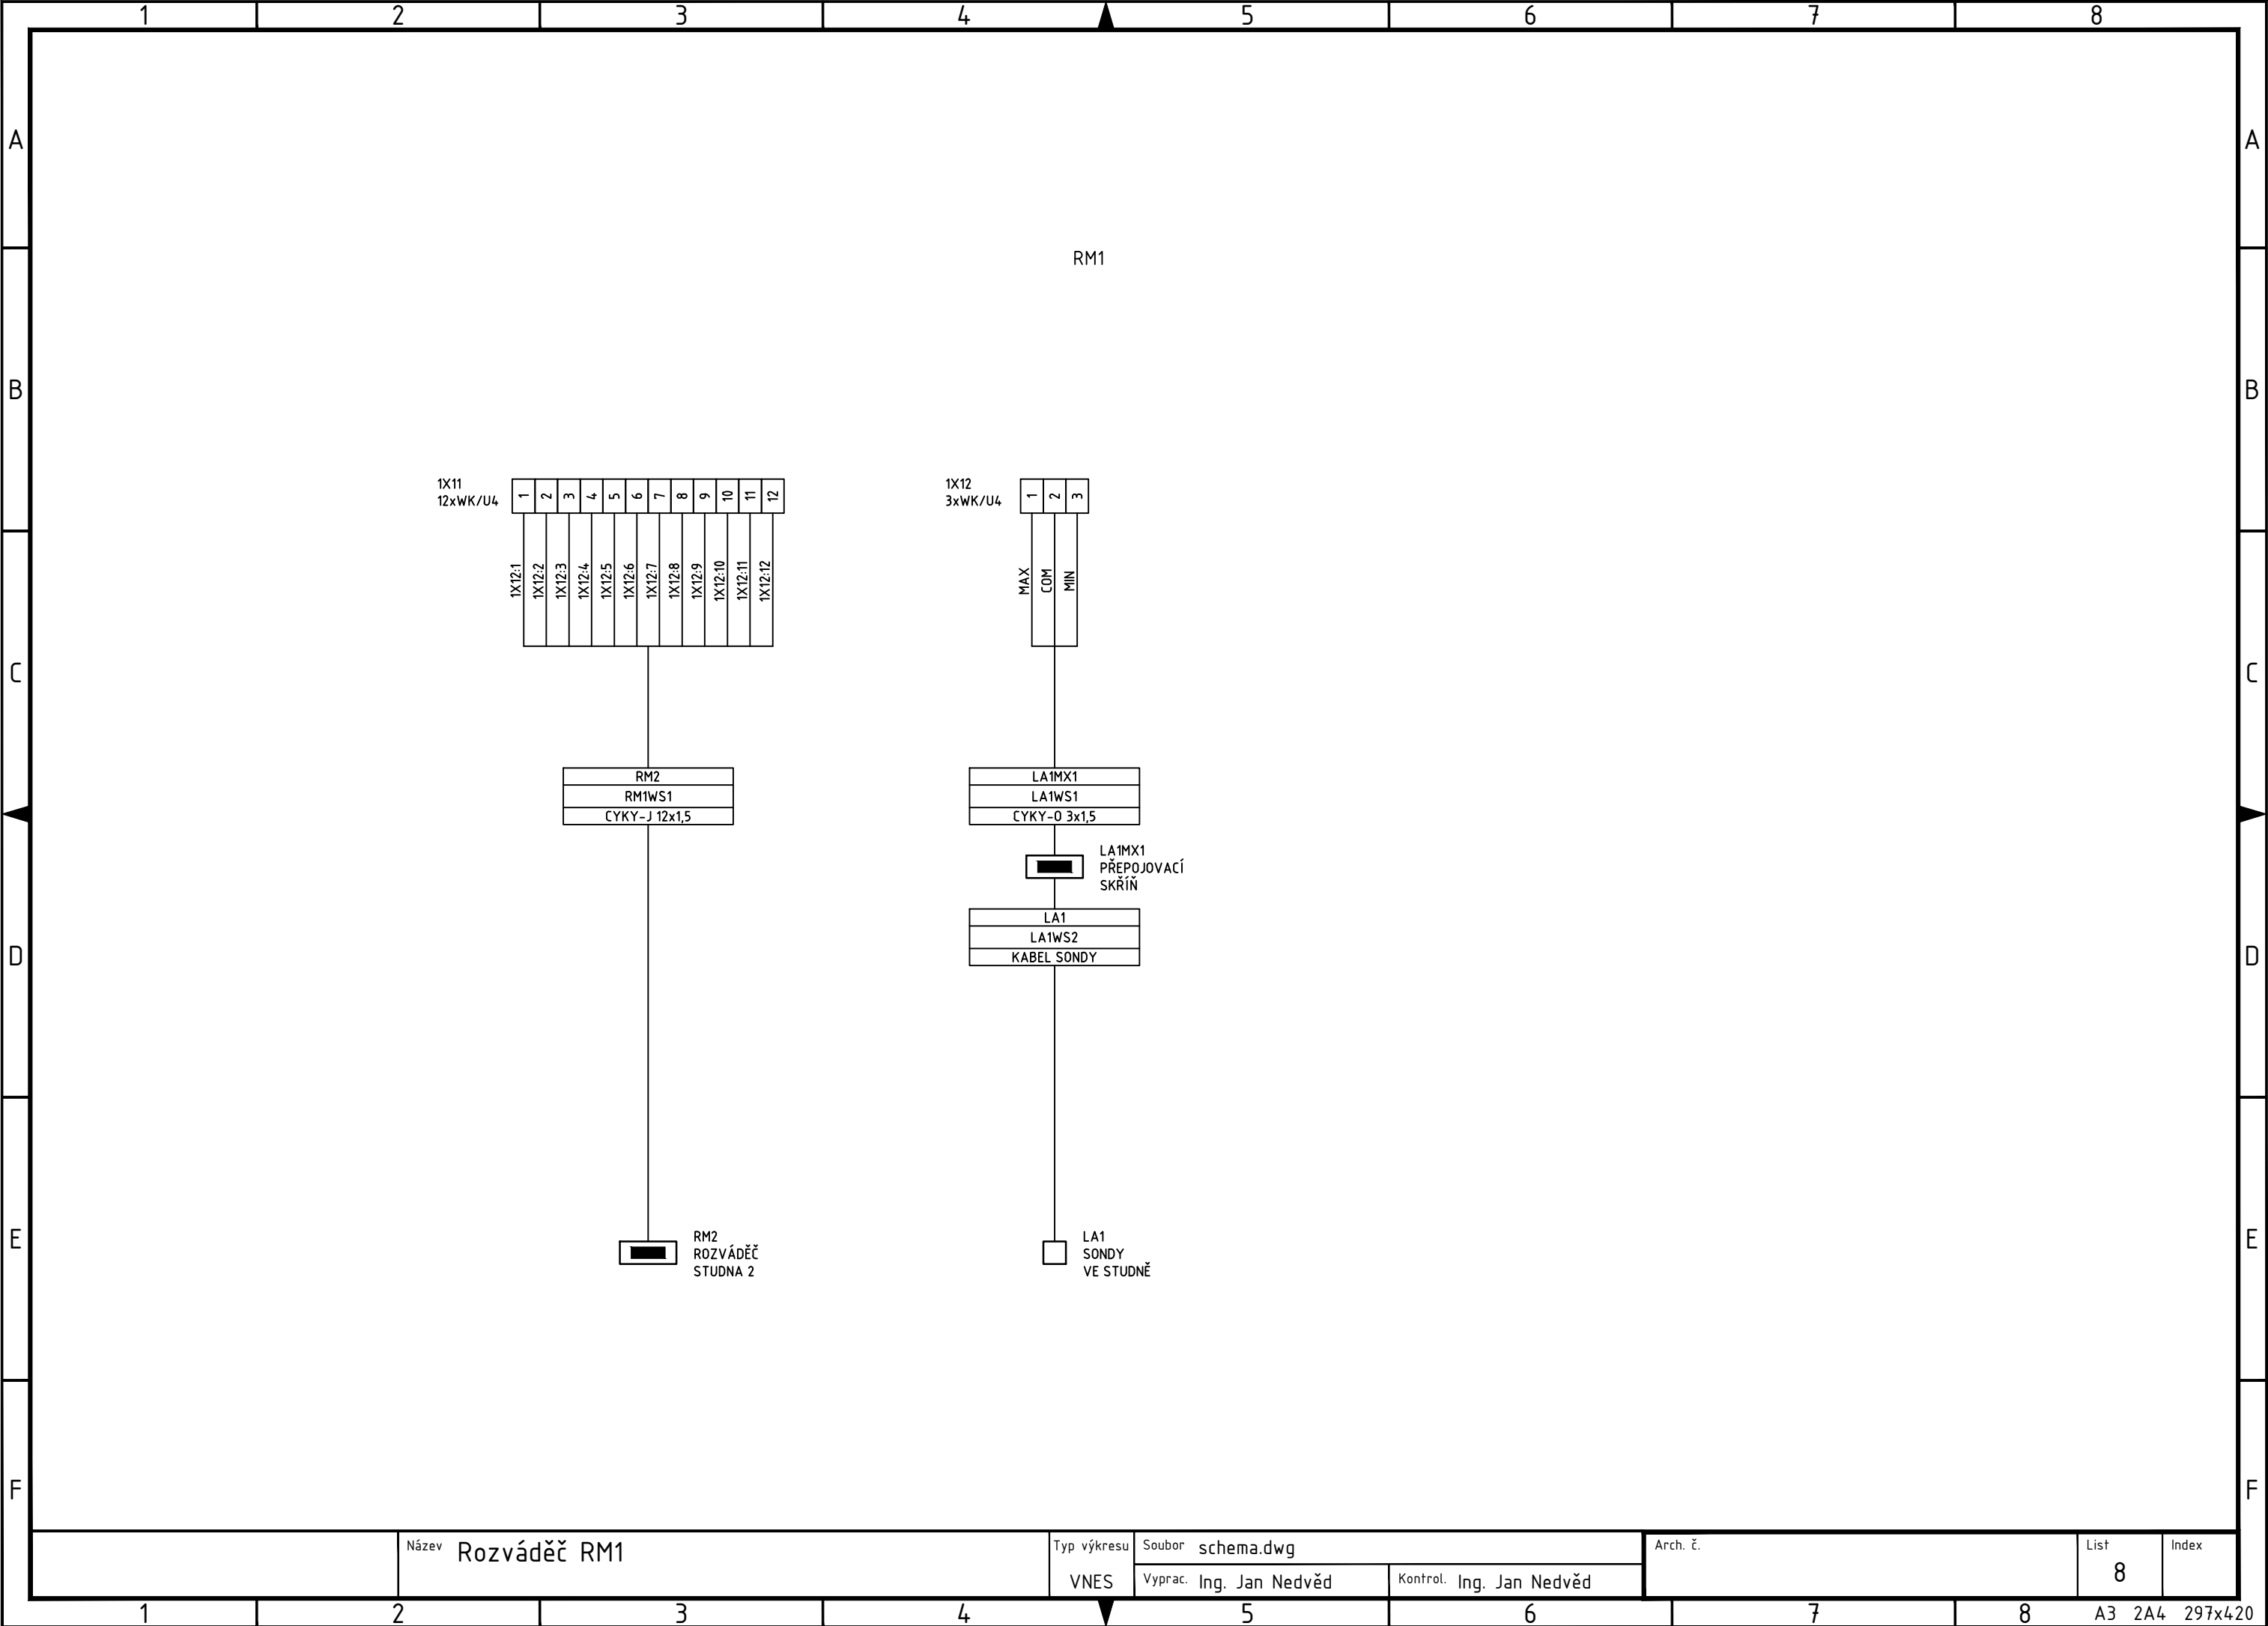 1 2 3 4 5 6 7 8
A A
RM1
B B
1X11
12xWK/U4
1 2 3 4 5 6 7 8 9 10 11 12
1X12
3xWK/U4
1 2 3
1X12:1 1X12:2 1X12:3 1X12:4 1X12:5 1X12:6 1X12:7 1X12:8 1X12:9 1X12:10 1X12:11 1X12:12
MAX COM MIN
C C
RM2
RM1WS1
CYKY-J 12x1,5
LA1MX1
LA1WS1
CYKY-O 3x1,5
LA1MX1
PŘEPOJOVACÍ
SKŘÍŇ
LA1
LA1WS2
KABEL SONDY
D D
RM2
ROZVÁDĚČ
STUDNA 2
LA1
SONDY
VE STUDNĚ
E E
F F
Název Rozváděč RM1
Typ výkresu
VNES
Soubor schema.dwg
Vyprac. Ing. Jan Nedvěd
Kontrol. Ing. Jan Nedvěd
Arch. č.
List
8
Index
1 2 3 4 5 6 7 8 A3 2A4 297x420